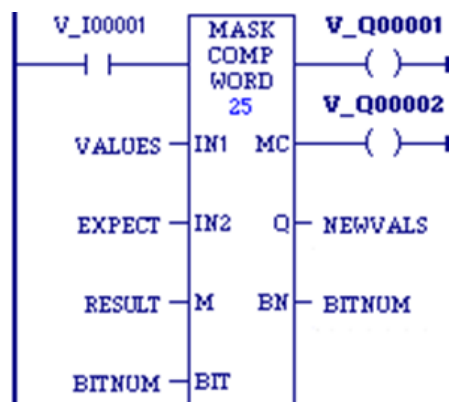 V_I00001 MASK V_Q00001
COMP
WORD
25 V_Q00002
VALUES IN1 MC
EXPECT IN2 Q NEWVALS
RESULT M BN BITNUM
BITNUM BIT